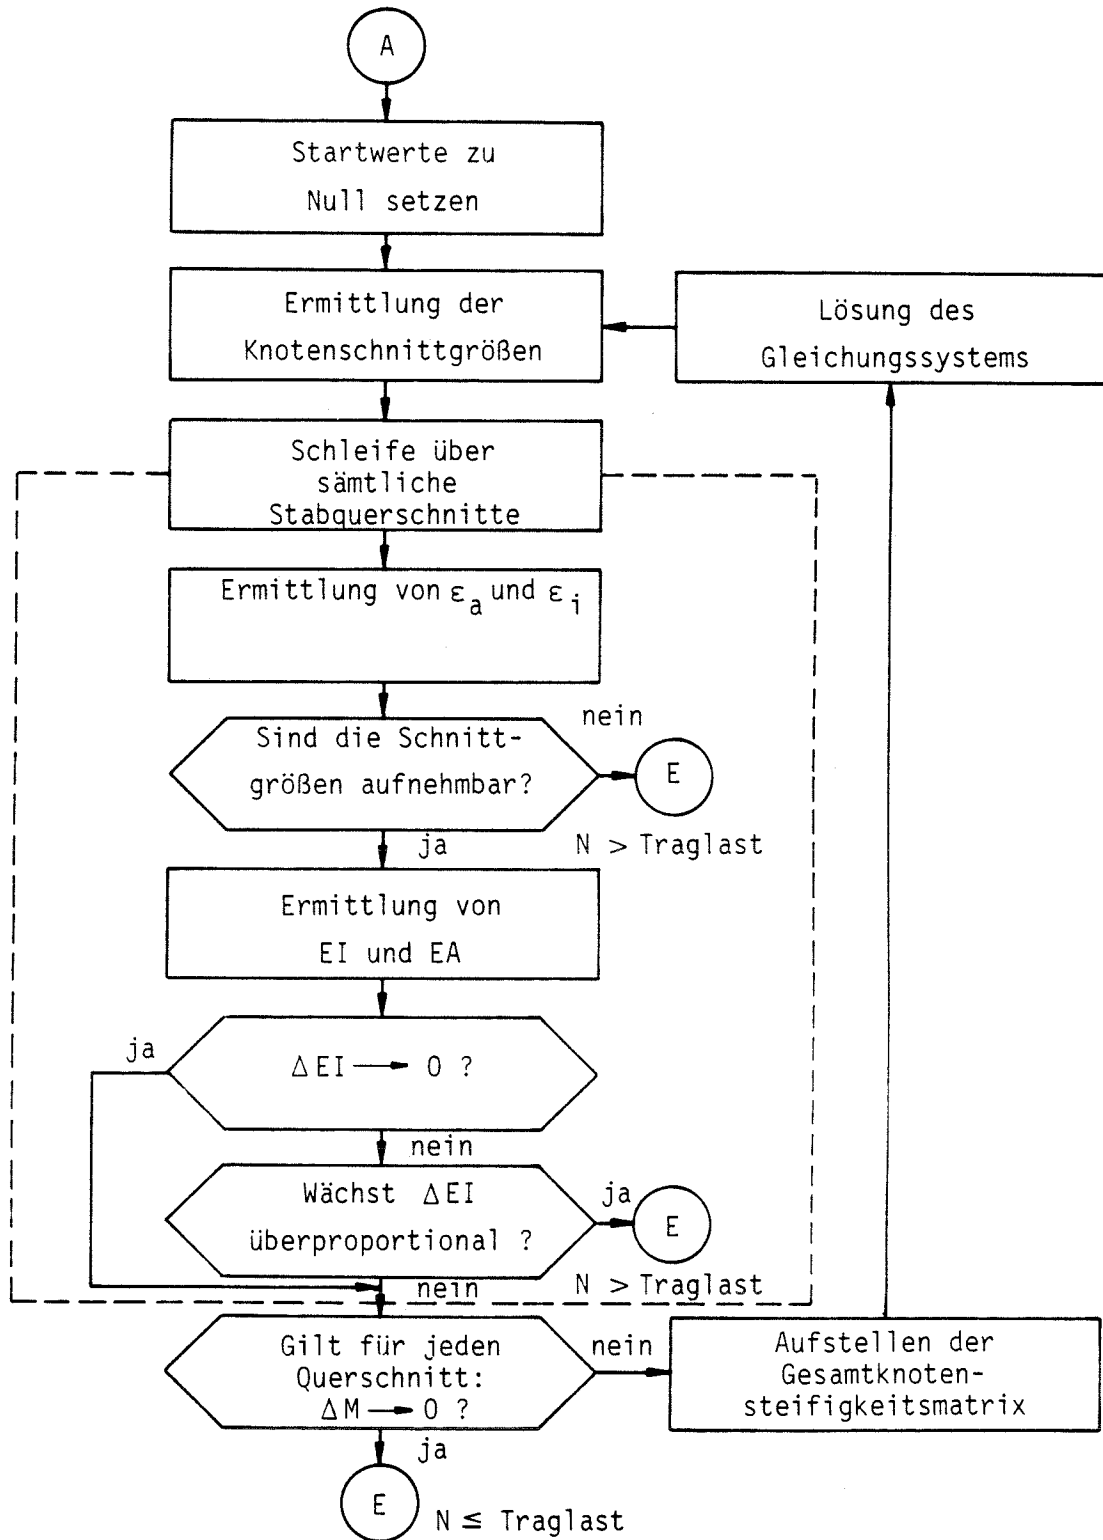 A
Startwerte zu
Null setzen
Ermittlung der
Knotenschnittgrößen
Lösung des
Gleichungssystems
Schleife über
sämtliche
Stabquerschnitte
Ermittlung von εa und εi
Sind die Schnitt-
größen aufnehmbar?
nein
E
N > Traglast
ja
Ermittlung von
EI und EA
ja
ΔEI → 0 ?
nein
Wächst ΔEI
überproportional ?
ja
E
N > Traglast
nein
Gilt für jeden
Querschnitt:
ΔM → 0 ?
nein
Aufstellen der
Gesamtknoten-
steifigkeitsmatrix
ja
E
N ≤ Traglast